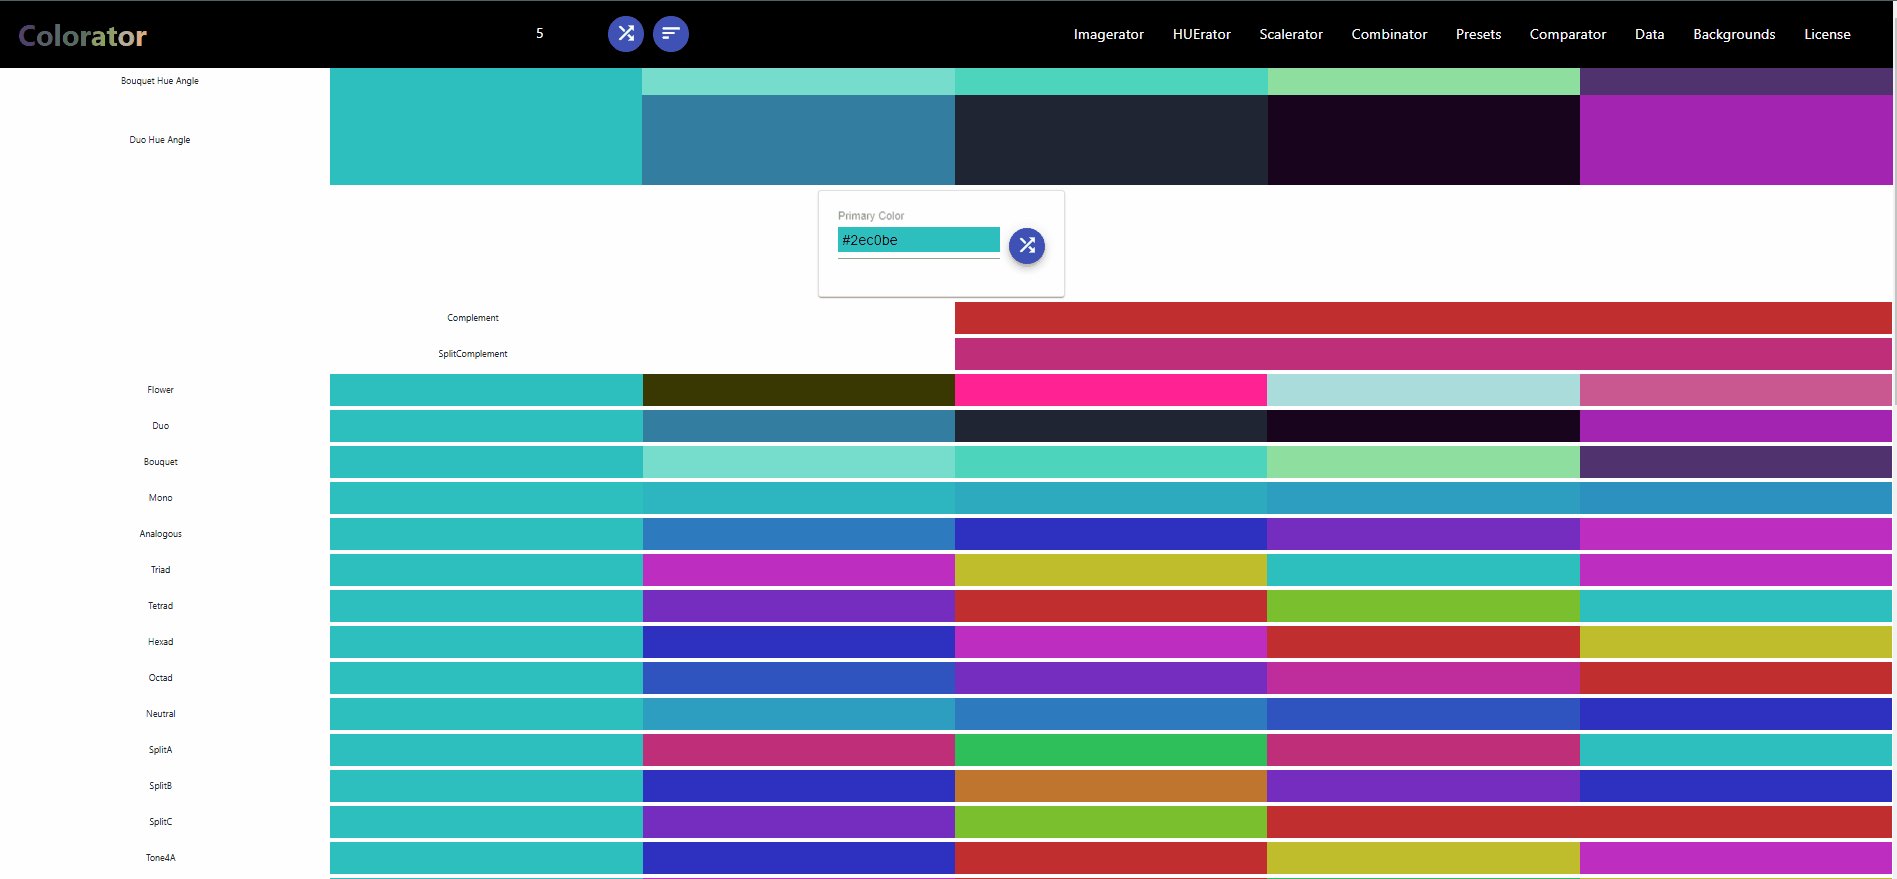 Colorator
5
Imagerator HUErator Scalerator Combinator Presets Comparator Data Backgrounds License
Bouquet Hue Angle
Duo Hue Angle
Primary Color
#2ec0be
Complement
SplitComplement
Flower
Duo
Bouquet
Mono
Analogous
Triad
Tetrad
Hexad
Octad
Neutral
SplitA
SplitB
SplitC
Tone4A